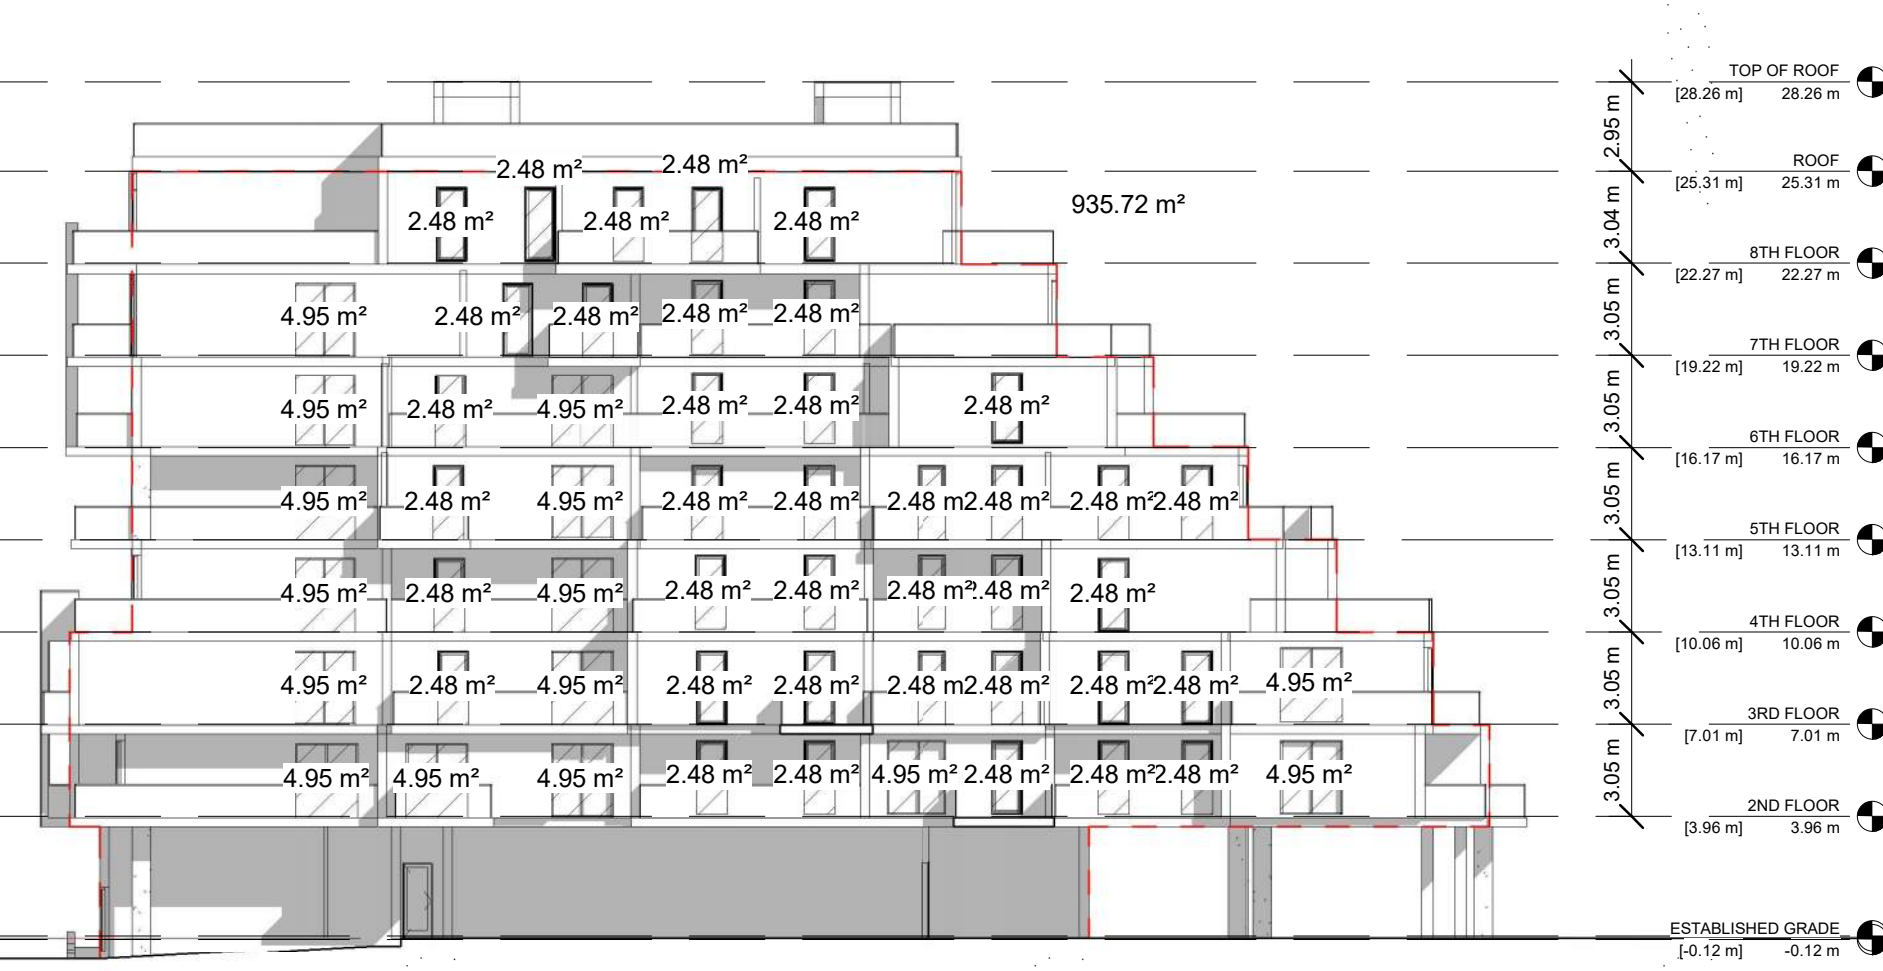 TOP OF ROOF
[28.26 m] 28.26 m
2.95 m
ROOF
[25.31 m] 25.31 m
2.48 m² 2.48 m²
2.48 m² 2.48 m² 2.48 m²
935.72 m²
3.04 m
8TH FLOOR
[22.27 m] 22.27 m
4.95 m² 2.48 m² 2.48 m² 2.48 m² 2.48 m²
3.05 m
7TH FLOOR
[19.22 m] 19.22 m
4.95 m² 2.48 m² 4.95 m² 2.48 m² 2.48 m² 2.48 m²
3.05 m
6TH FLOOR
[16.17 m] 16.17 m
4.95 m² 2.48 m² 4.95 m² 2.48 m² 2.48 m² 2.48 m² 2.48 m² 2.48 m² 2.48 m²
3.05 m
5TH FLOOR
[13.11 m] 13.11 m
4.95 m² 2.48 m² 4.95 m² 2.48 m² 2.48 m² 2.48 m² 2.48 m² 2.48 m²
3.05 m
4TH FLOOR
[10.06 m] 10.06 m
4.95 m² 2.48 m² 4.95 m² 2.48 m² 2.48 m² 2.48 m² 2.48 m² 2.48 m² 2.48 m² 4.95 m²
3.05 m
3RD FLOOR
[7.01 m] 7.01 m
4.95 m² 4.95 m² 4.95 m² 2.48 m² 2.48 m² 4.95 m² 2.48 m² 2.48 m² 2.48 m² 4.95 m²
3.05 m
2ND FLOOR
[3.96 m] 3.96 m
ESTABLISHED GRADE
[-0.12 m] -0.12 m